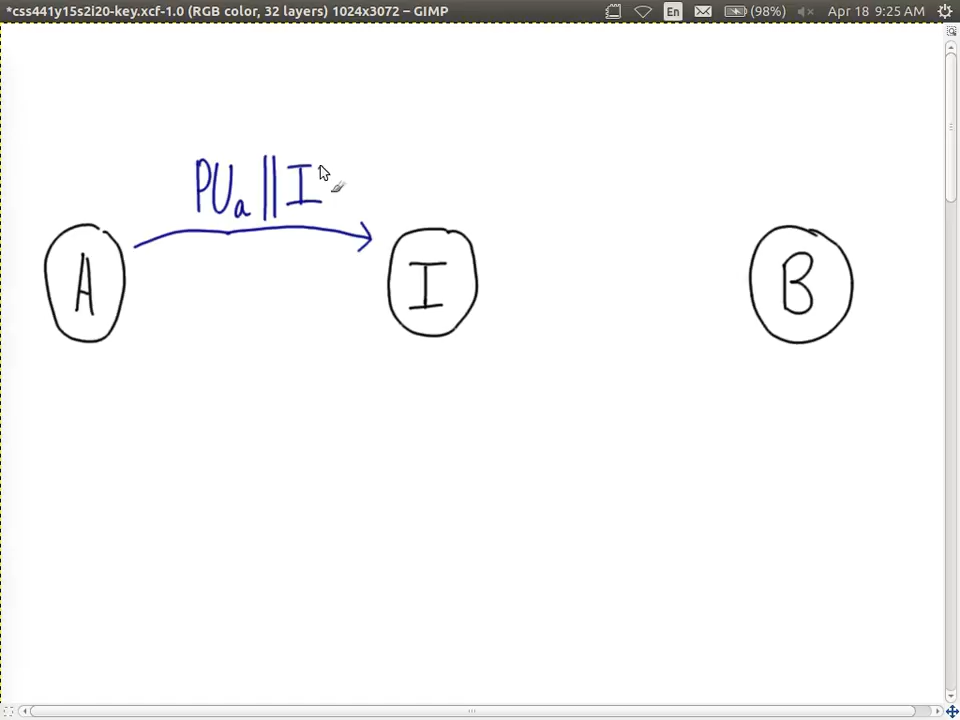 *css441y15s2i20-key.xcf-1.0 (RGB color, 32 layers) 1024x3072 – GIMP En (98%) Apr 18 9:25 AM
PUa || I
A I B